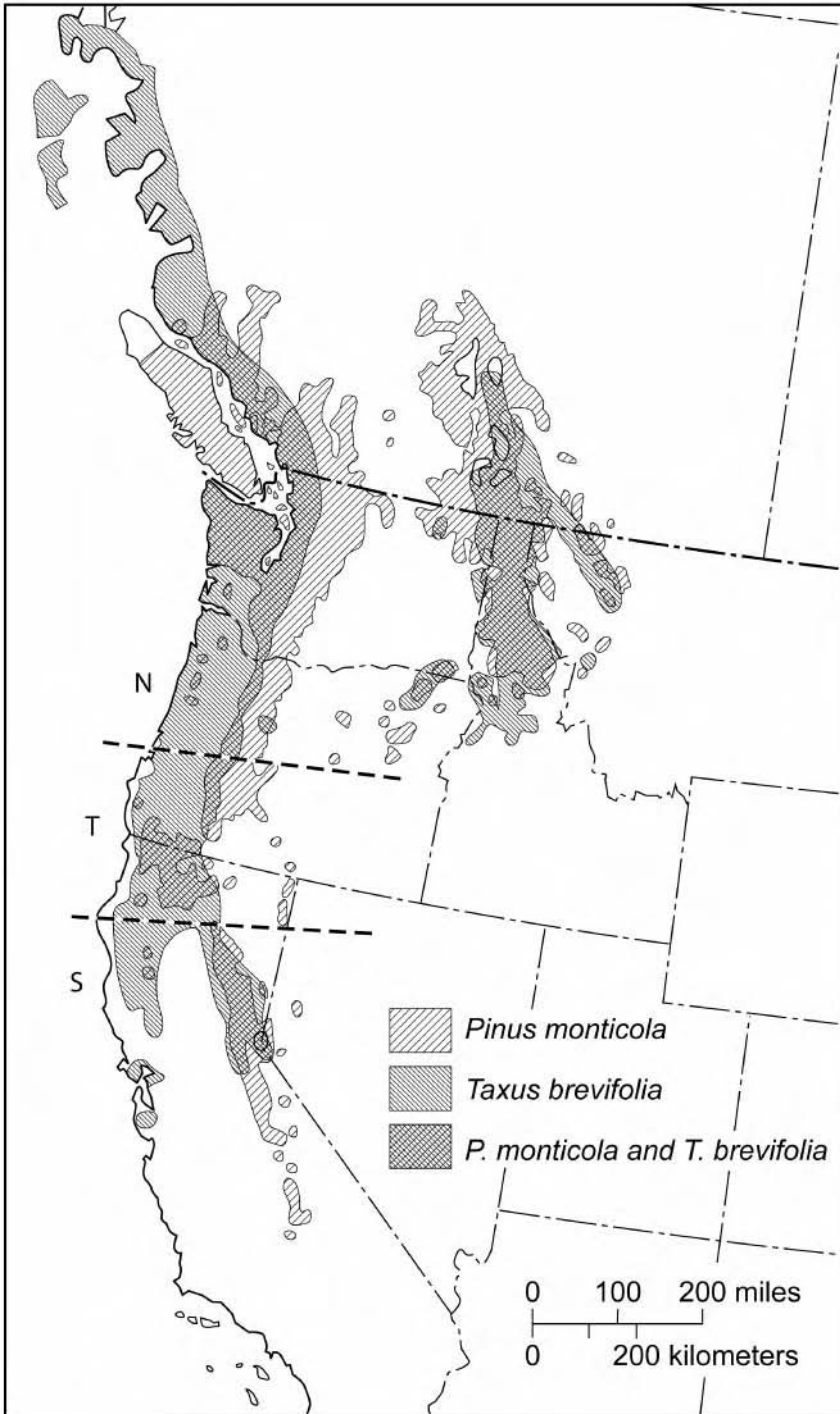 N
T
S
Pinus monticola
Taxus brevifolia
P. monticola and T. brevifolia
0 100 200 miles
0 200 kilometers